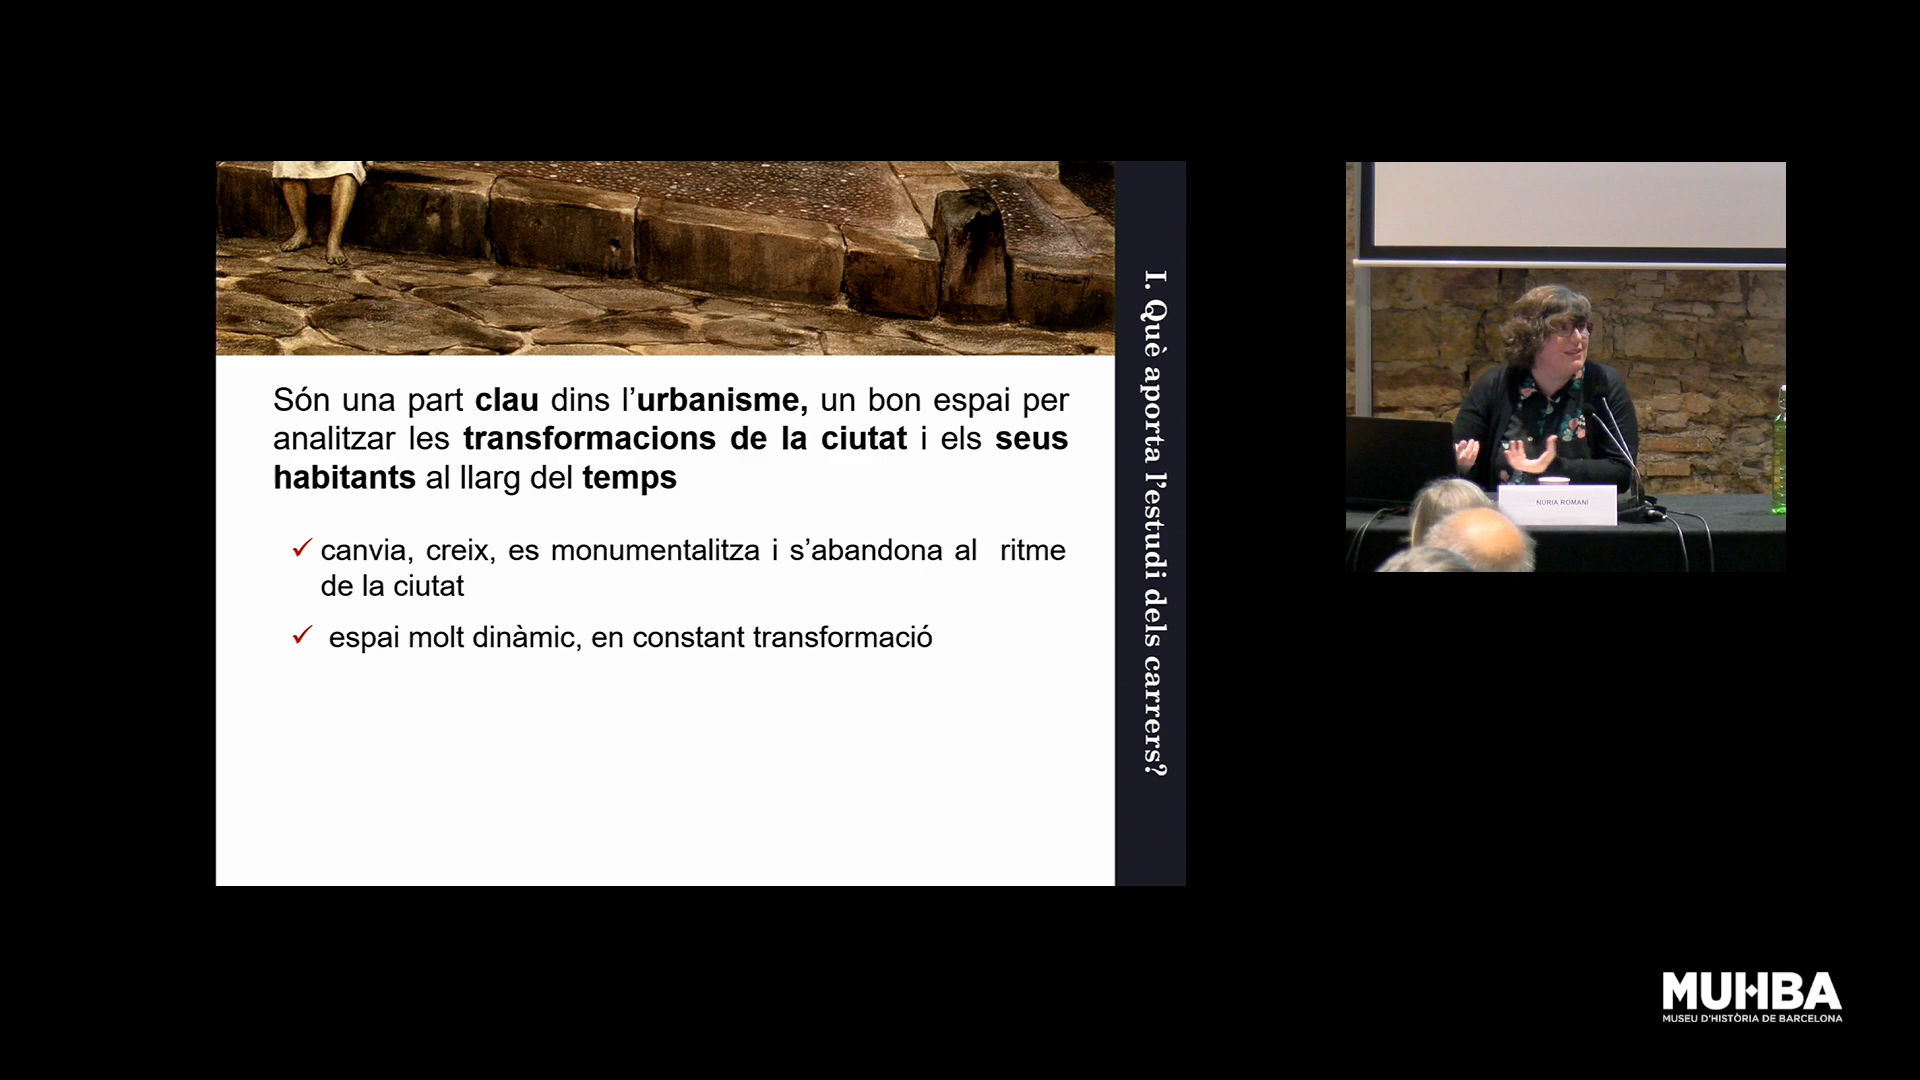 Són una part clau dins l’urbanisme, un bon espai per
analitzar les transformacions de la ciutat i els seus
habitants al llarg del temps
✓ canvia, creix, es monumentalitza i s’abandona al ritme
de la ciutat
✓ espai molt dinàmic, en constant transformació
I. Què aporta l’estudi dels carrers?
NURIA ROMANÍ
MUHBA
MUSEU D'HISTÒRIA DE BARCELONA